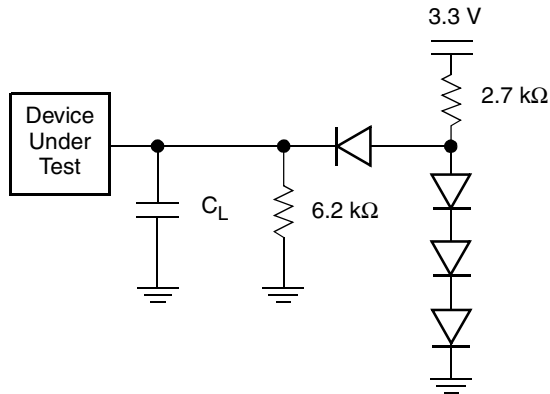 3.3 V
2.7 kΩ
Device
Under
Test
C_L
6.2 kΩ